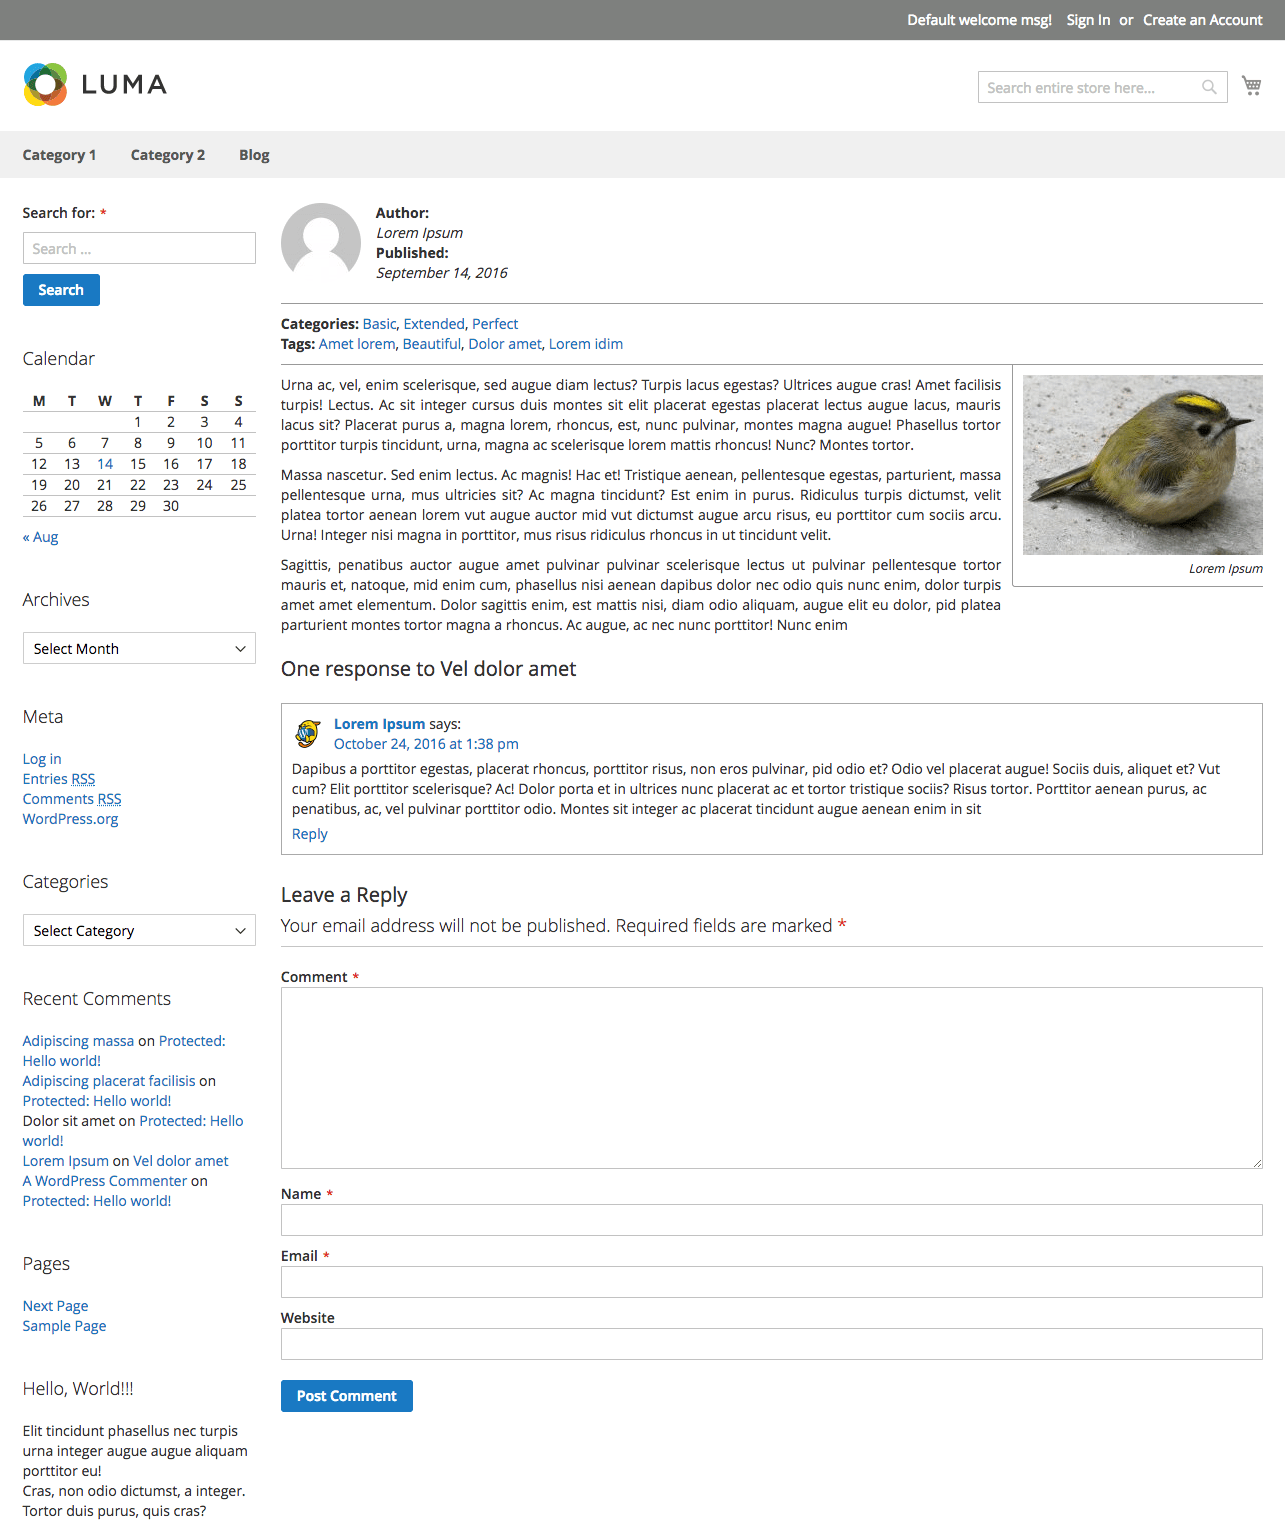 Default welcome msg! Sign In or Create an Account
LUMA
Search entire store here...
Category 1 Category 2 Blog
Search for: *
Search ...
Search
Calendar
M T W T F S S
1 2 3 4
5 6 7 8 9 10 11
12 13 14 15 16 17 18
19 20 21 22 23 24 25
26 27 28 29 30
« Aug
Archives
Select Month
Meta
Log in
Entries RSS
Comments RSS
WordPress.org
Categories
Select Category
Recent Comments
Adipiscing massa on Protected:
Hello world!
Adipiscing placerat facilisis on
Protected: Hello world!
Dolor sit amet on Protected: Hello
world!
Lorem Ipsum on Vel dolor amet
A WordPress Commenter on
Protected: Hello world!
Pages
Next Page
Sample Page
Hello, World!!!
Elit tincidunt phasellus nec turpis
urna integer augue augue aliquam
porttitor eu!
Cras, non odio dictumst, a integer.
Tortor duis purus, quis cras?
Author:
Lorem Ipsum
Published:
September 14, 2016
Categories: Basic, Extended, Perfect
Tags: Amet lorem, Beautiful, Dolor amet, Lorem idim
Urna ac, vel, enim scelerisque, sed augue diam lectus? Turpis lacus egestas? Ultrices augue cras! Amet facilisis
turpis! Lectus. Ac sit integer cursus duis montes sit elit placerat egestas placerat lectus augue lacus, mauris
lacus sit? Placerat purus a, magna lorem, rhoncus, est, nunc pulvinar, montes magna augue! Phasellus tortor
porttitor turpis tincidunt, urna, magna ac scelerisque lorem mattis rhoncus! Nunc? Montes tortor.
Massa nascetur. Sed enim lectus. Ac magnis! Hac et! Tristique aenean, pellentesque egestas, parturient, massa
pellentesque urna, mus ultricies sit? Ac magna tincidunt? Est enim in purus. Ridiculus turpis dictumst, velit
platea tortor aenean lorem vut augue auctor mid vut dictumst augue arcu risus, eu porttitor cum sociis arcu.
Urna! Integer nisi magna in porttitor, mus risus ridiculus rhoncus in ut tincidunt velit.
Sagittis, penatibus auctor augue amet pulvinar pulvinar scelerisque lectus ut pulvinar pellentesque tortor
mauris et, natoque, mid enim cum, phasellus nisi aenean dapibus dolor nec odio quis nunc enim, dolor turpis
amet amet elementum. Dolor sagittis enim, est mattis nisi, diam odio aliquam, augue elit eu dolor, pid platea
parturient montes tortor magna a rhoncus. Ac augue, ac nec nunc porttitor! Nunc enim
Lorem Ipsum
One response to Vel dolor amet
Lorem Ipsum says:
October 24, 2016 at 1:38 pm
Dapibus a porttitor egestas, placerat rhoncus, porttitor risus, non eros pulvinar, pid odio et? Odio vel placerat augue! Sociis duis, aliquet et? Vut
cum? Elit porttitor scelerisque? Ac! Dolor porta et in ultrices nunc placerat ac et tortor tristique sociis? Risus tortor. Porttitor aenean purus, ac
penatibus, ac, vel pulvinar porttitor odio. Montes sit integer ac placerat tincidunt augue aenean enim in sit
Reply
Leave a Reply
Your email address will not be published. Required fields are marked *
Comment *
Name *
Email *
Website
Post Comment